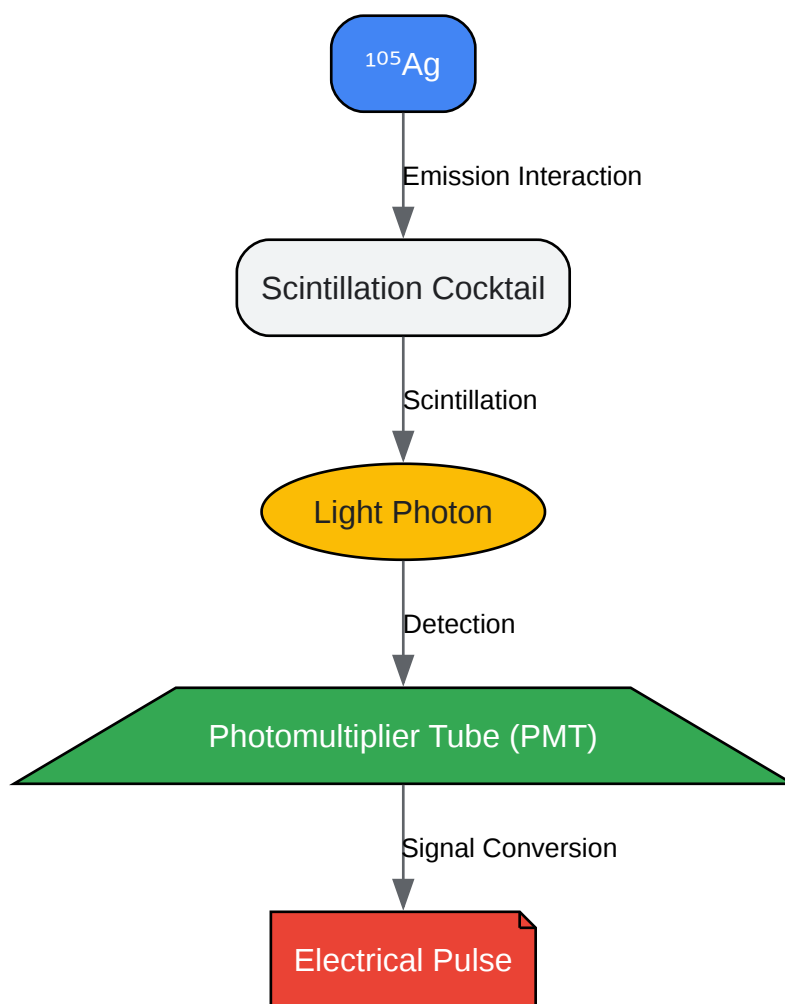 ¹⁰⁵Ag
Emission Interaction
Scintillation Cocktail
Scintillation
Light Photon
Detection
Photomultiplier Tube (PMT)
Signal Conversion
Electrical Pulse